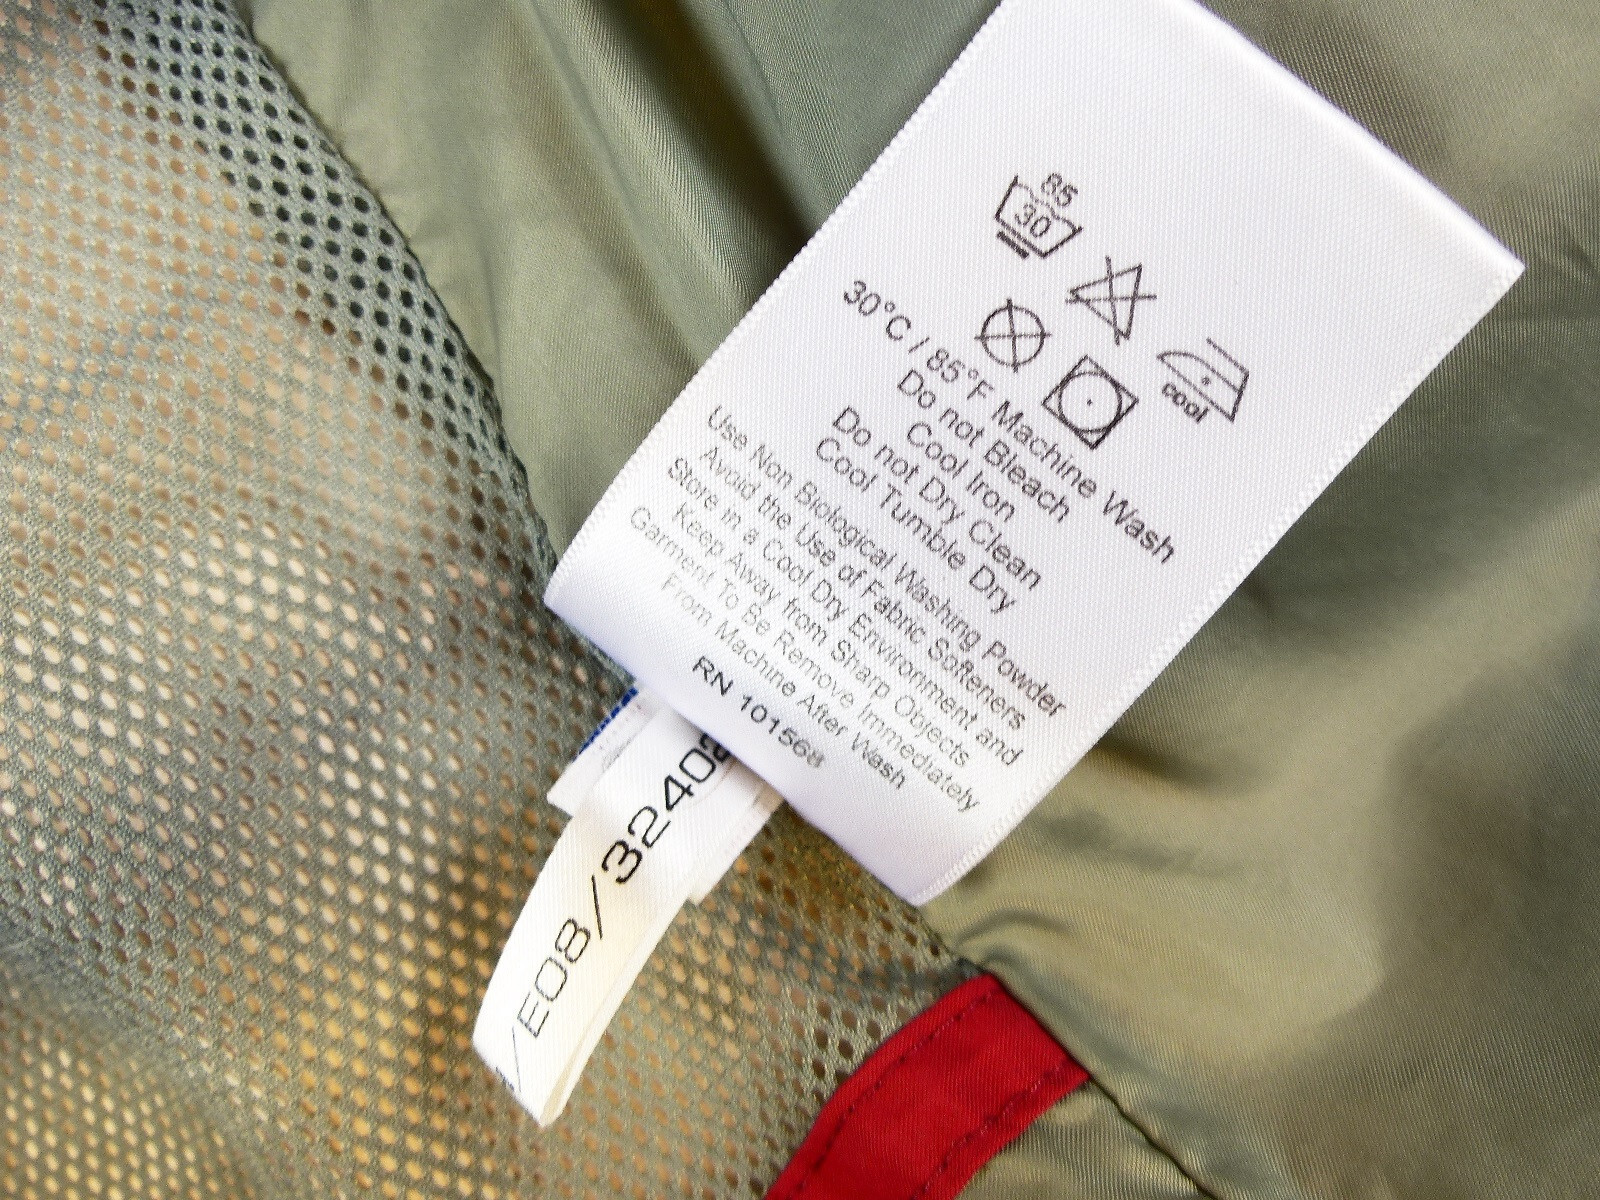 85
30
cool
30°C / 85°F Machine Wash
Do not Bleach
Cool Iron
Do not Dry Clean
Cool Tumble Dry
Use Non Biological Washing Powder
Avoid the Use of Fabric Softeners
Store in a Cool Dry Environment and
Keep Away from Sharp Objects
Garment To Be Remove Immediately
From Machine After Wash
RN 101568
/E08/32402